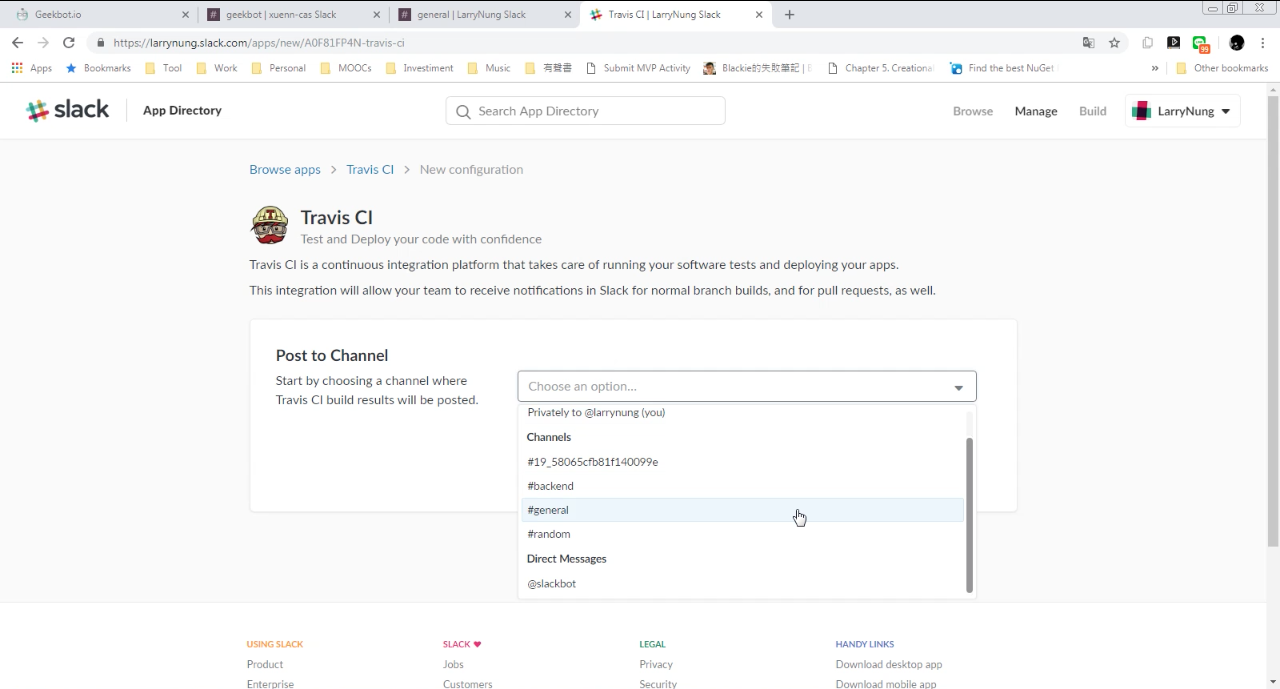 Geekbot.io
geekbot | xuenn-cas Slack
general | LarryNung Slack
Travis CI | LarryNung Slack
https://larrynung.slack.com/apps/new/A0F81FP4N-travis-ci
99
Apps
Bookmarks
Tool
Work
Personal
MOOCs
Investiment
Music
有聲書
Submit MVP Activity
Blackie的失敗筆記 |
Chapter 5. Creationa
Find the best NuGet
»
Other bookmarks
slack
App Directory
Search App Directory
Browse
Manage
Build
LarryNung
Browse apps > Travis CI > New configuration
Travis CI
Test and Deploy your code with confidence
Travis CI is a continuous integration platform that takes care of running your software tests and deploying your apps.
This integration will allow your team to receive notifications in Slack for normal branch builds, and for pull requests, as well.
Post to Channel
Start by choosing a channel where
Travis CI build results will be posted.
Choose an option...
Privately to @larrynung (you)
Channels
#19_58065cfb81f140099e
#backend
#general
#random
Direct Messages
@slackbot
USING SLACK
Product
Enterprise
SLACK ♥
Jobs
Customers
LEGAL
Privacy
Security
HANDY LINKS
Download desktop app
Download mobile app